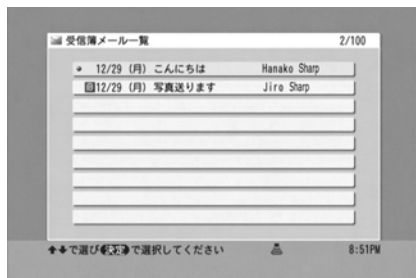 受信簿メール一覧 2/100
12/29 (月) こんにちは Hanako Sharp
12/29 (月) 写真送ります Jiro Sharp
で選び 決定 で選択してください 8:51PM